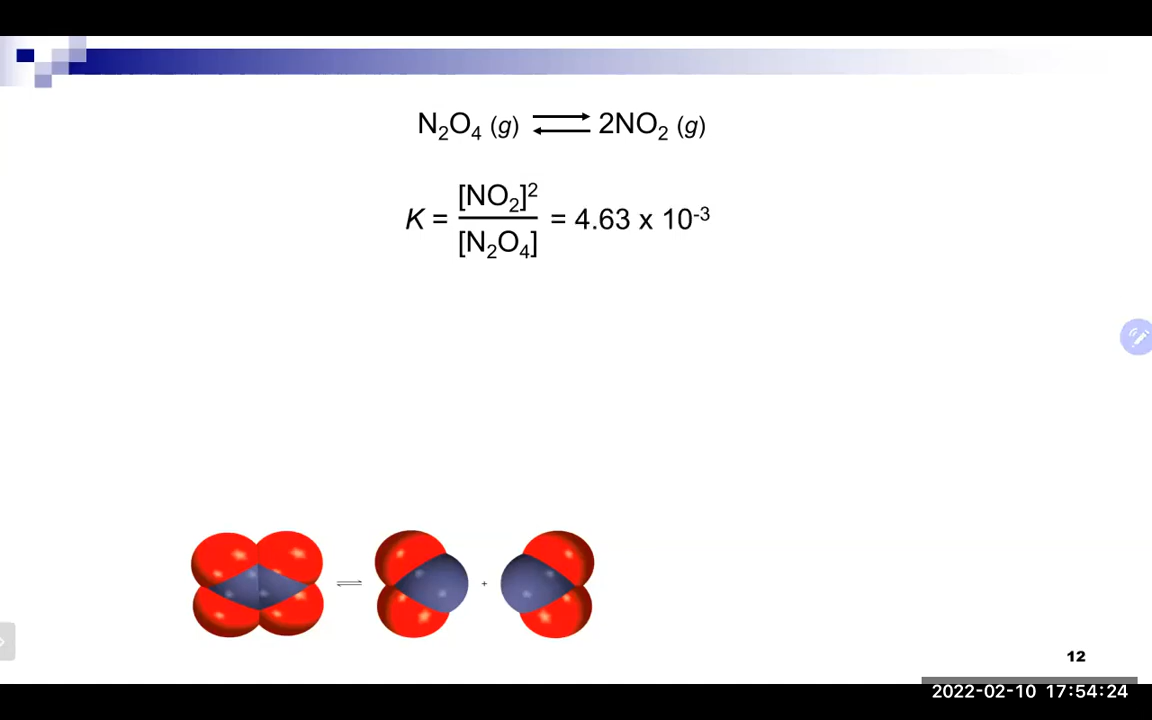 N₂O₄ (g) ⇌ 2NO₂ (g)
K = [NO₂]² / [N₂O₄] = 4.63 x 10⁻³
⇌ +
12
2022-02-10 17:54:24